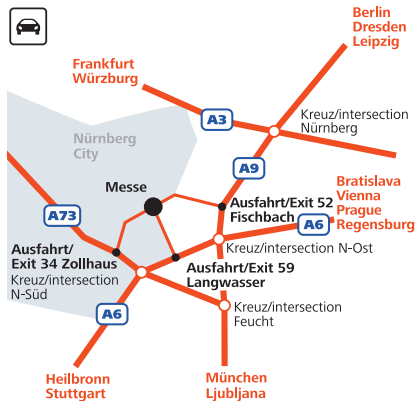 Berlin
Dresden
Leipzig
Frankfurt
Würzburg
A3
Kreuz/intersection
Nürnberg
Nürnberg
City
A9
Messe
Bratislava
Vienna
Prague
Regensburg
Ausfahrt/Exit 52
Fischbach
A73
A6
Ausfahrt/
Exit 34 Zollhaus
Kreuz/intersection
N-Süd
Kreuz/intersection N-Ost
Ausfahrt/Exit 59
Langwasser
A6
Kreuz/intersection
Feucht
Heilbronn
Stuttgart
München
Ljubljana